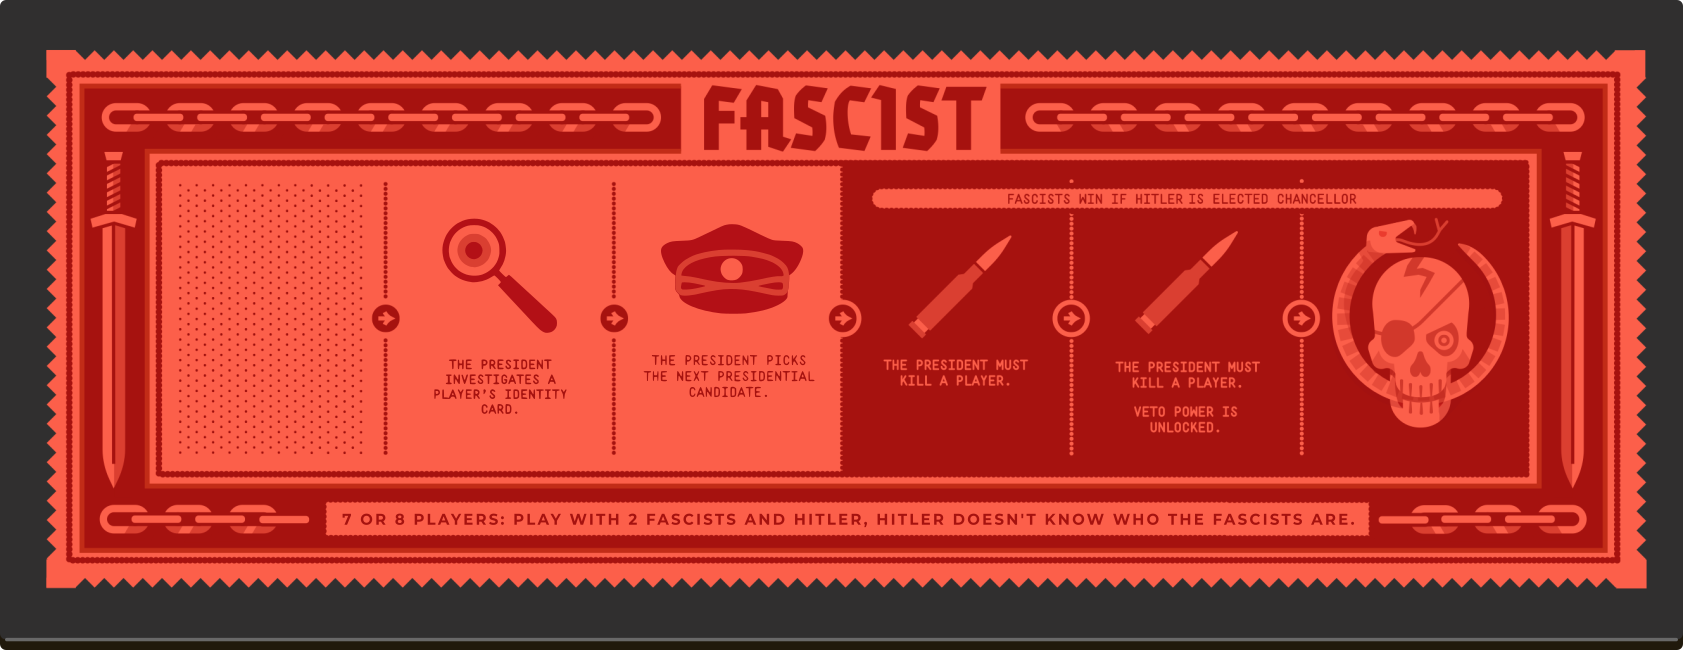 FASCIST
FASCISTS WIN IF HITLER IS ELECTED CHANCELLOR
THE PRESIDENT
INVESTIGATES A
PLAYER'S IDENTITY
CARD.
THE PRESIDENT PICKS
THE NEXT PRESIDENTIAL
CANDIDATE.
THE PRESIDENT MUST
KILL A PLAYER.
THE PRESIDENT MUST
KILL A PLAYER.
VETO POWER IS
UNLOCKED.
7 OR 8 PLAYERS: PLAY WITH 2 FASCISTS AND HITLER, HITLER DOESN'T KNOW WHO THE FASCISTS ARE.